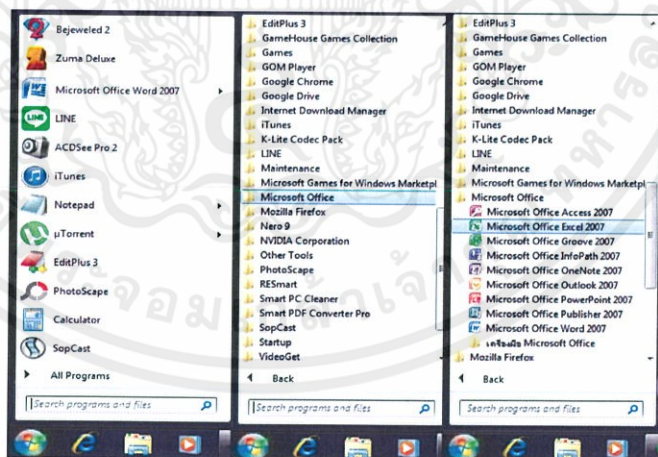 Bejeweled 2
Zuma Deluxe
Microsoft Office Word 2007
LINE
ACDSee Pro 2
iTunes
Notepad
µTorrent
EditPlus 3
PhotoScape
Calculator
SopCast
All Programs
Search programs and files
EditPlus 3
GameHouse Games Collection
Games
GOM Player
Google Chrome
Google Drive
Internet Download Manager
iTunes
K-Lite Codec Pack
LINE
Maintenance
Microsoft Games for Windows Marketpl
Microsoft Office
Mozilla Firefox
Nero 9
NVIDIA Corporation
Other Tools
PhotoScape
RESmart
Smart PC Cleaner
Smart PDF Converter Pro
SopCast
Startup
VideoGet
Back
Search programs and files
EditPlus 3
GameHouse Games Collection
Games
GOM Player
Google Chrome
Google Drive
Internet Download Manager
iTunes
K-Lite Codec Pack
LINE
Maintenance
Microsoft Games for Windows Marketpl
Microsoft Office
Microsoft Office Access 2007
Microsoft Office Excel 2007
Microsoft Office Groove 2007
Microsoft Office InfoPath 2007
Microsoft Office OneNote 2007
Microsoft Office Outlook 2007
Microsoft Office PowerPoint 2007
Microsoft Office Publisher 2007
Microsoft Office Word 2007
เครื่องมือ Microsoft Office
Mozilla Firefox
Back
Search programs and files